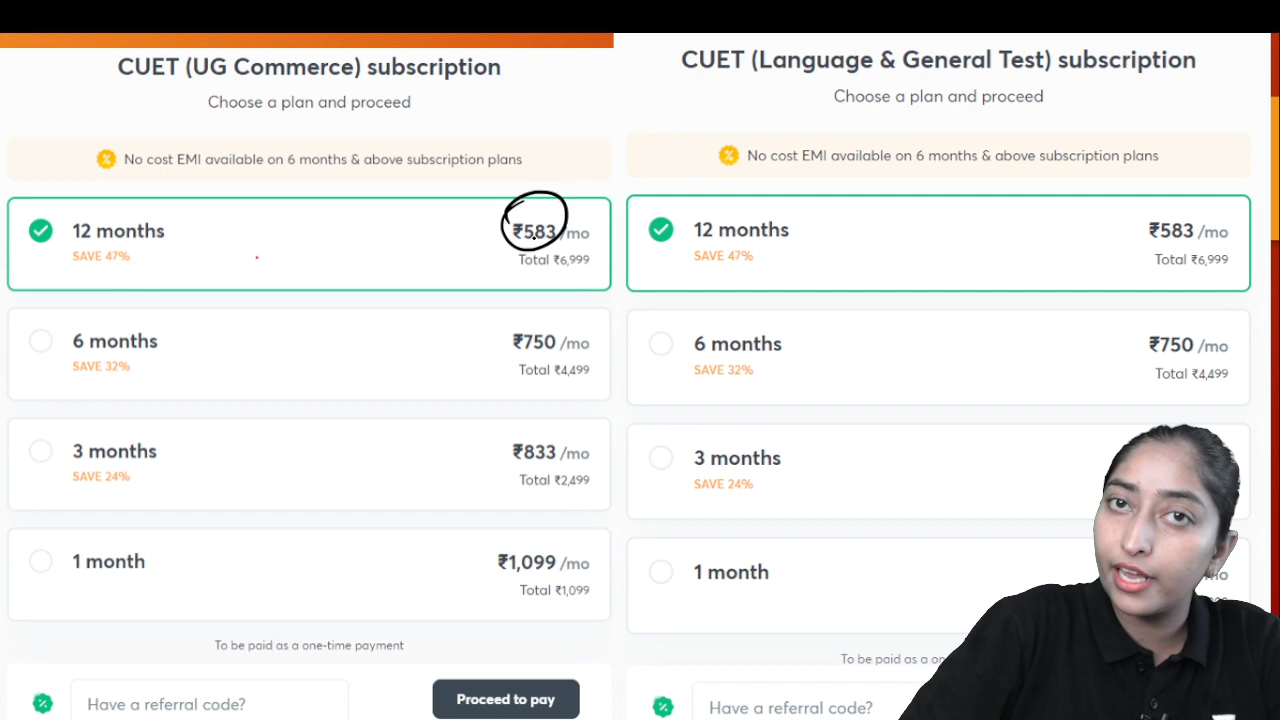 CUET (UG Commerce) subscription
Choose a plan and proceed
No cost EMI available on 6 months & above subscription plans
12 months
₹583 /mo
SAVE 47%
Total ₹6,999
6 months
₹750 /mo
SAVE 32%
Total ₹4,499
3 months
₹833 /mo
SAVE 24%
Total ₹2,499
1 month
₹1,099 /mo
Total ₹1,099
To be paid as a one-time payment
Have a referral code?
Proceed to pay
CUET (Language & General Test) subscription
Choose a plan and proceed
No cost EMI available on 6 months & above subscription plans
12 months
₹583 /mo
SAVE 47%
Total ₹6,999
6 months
₹750 /mo
SAVE 32%
Total ₹4,499
3 months
SAVE 24%
1 month
To be paid as a
Have a referral code?